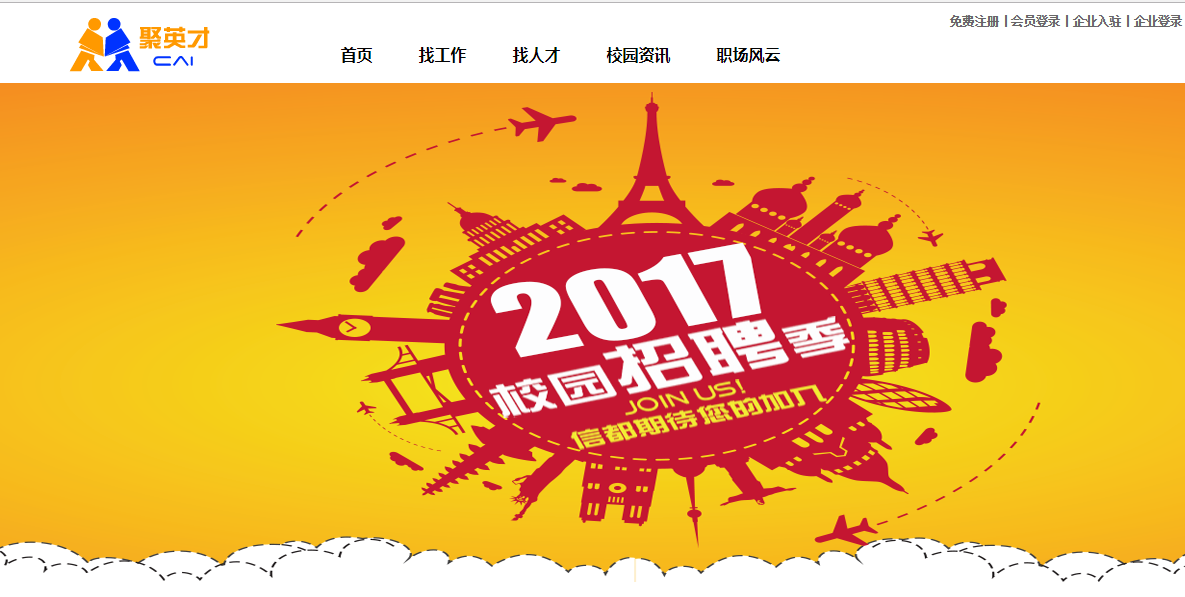 免费注册 | 会员登录 | 企业入驻 | 企业登录
聚英才
CAI
首页 找工作 找人才 校园资讯 职场风云
2017
校园招聘季
JOIN US!
信都期待您的加入